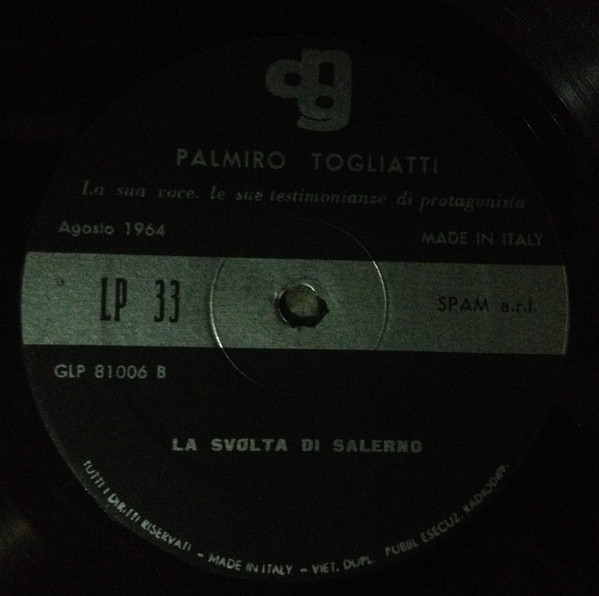 dng
PALMIRO TOGLIATTI
La sua voce, le sue testimonianze di protagonista
Agosto 1964
MADE IN ITALY
LP 33
SPAM a.r.l.
GLP 81006 B
LA SVOLTA DI SALERNO
TUTTI I DIRITTI RISERVATI - MADE IN ITALY - VIET. DUPL. PUBBL ESECUZ. RADIODIFF.